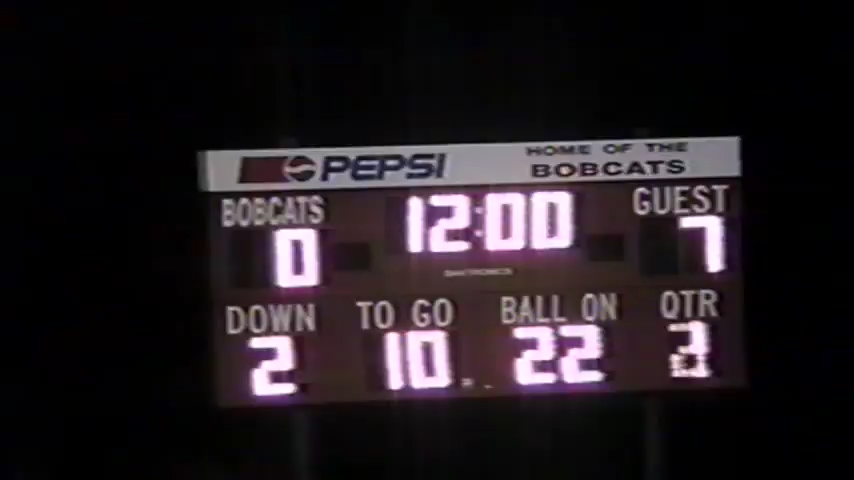 PEPSI
HOME OF THE
BOBCATS
BOBCATS
12:00
GUEST
0
7
DAKTRONICS
DOWN
TO GO
BALL ON
QTR
2
10
22